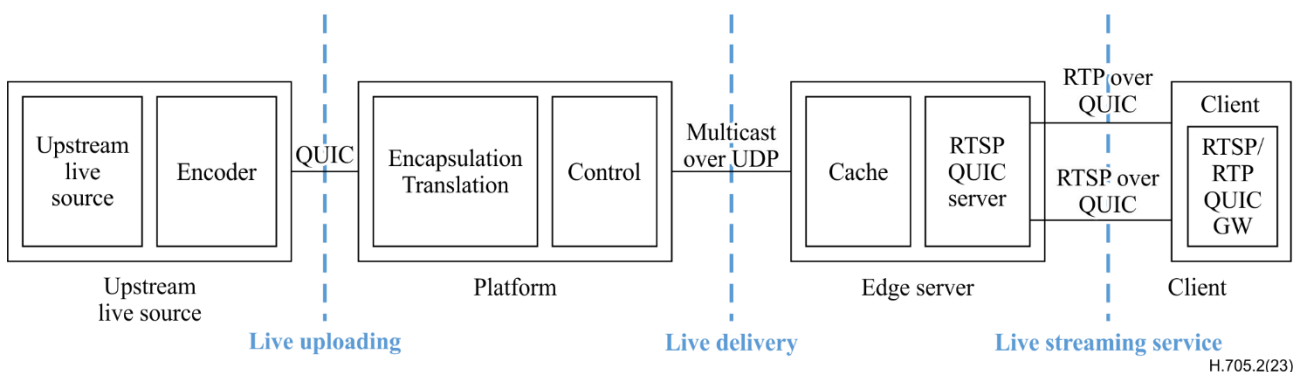 Upstream
live
source
Encoder
QUIC
Encapsulation
Translation
Control
Multicast
over UDP
Cache
RTSP
QUIC
server
RTP over
QUIC
RTSP over
QUIC
Client
RTSP/
RTP
QUIC
GW
Upstream
live source
Platform
Edge server
Client
Live uploading
Live delivery
Live streaming service
H.705.2(23)